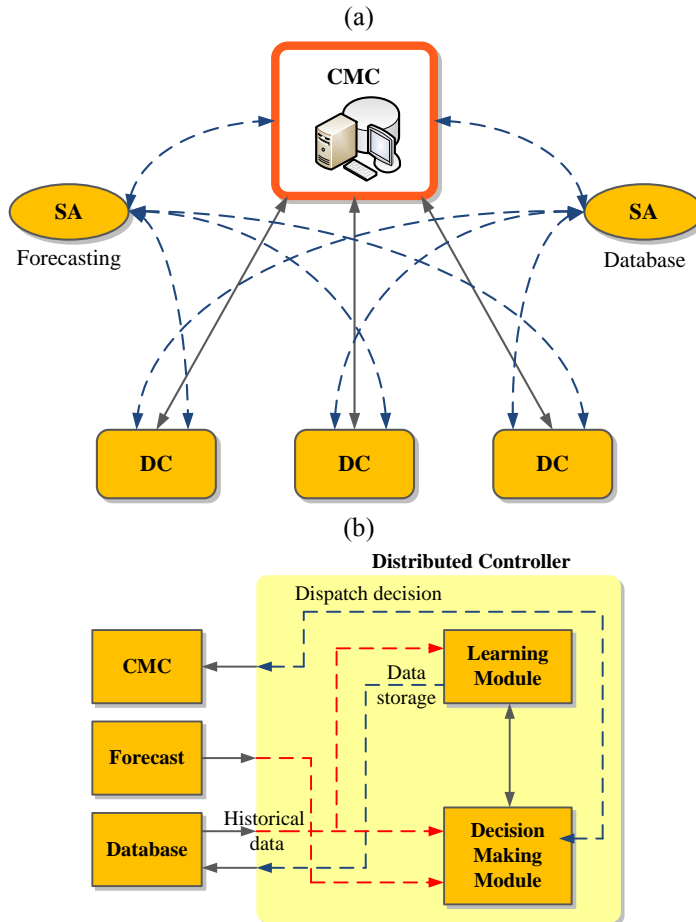 (a)
CMC
SA
SA
Forecasting
Database
DC
DC
DC
(b)
Distributed Controller
Dispatch decision
CMC
Learning
Module
Data
storage
Forecast
Historical
data
Database
Decision
Making
Module